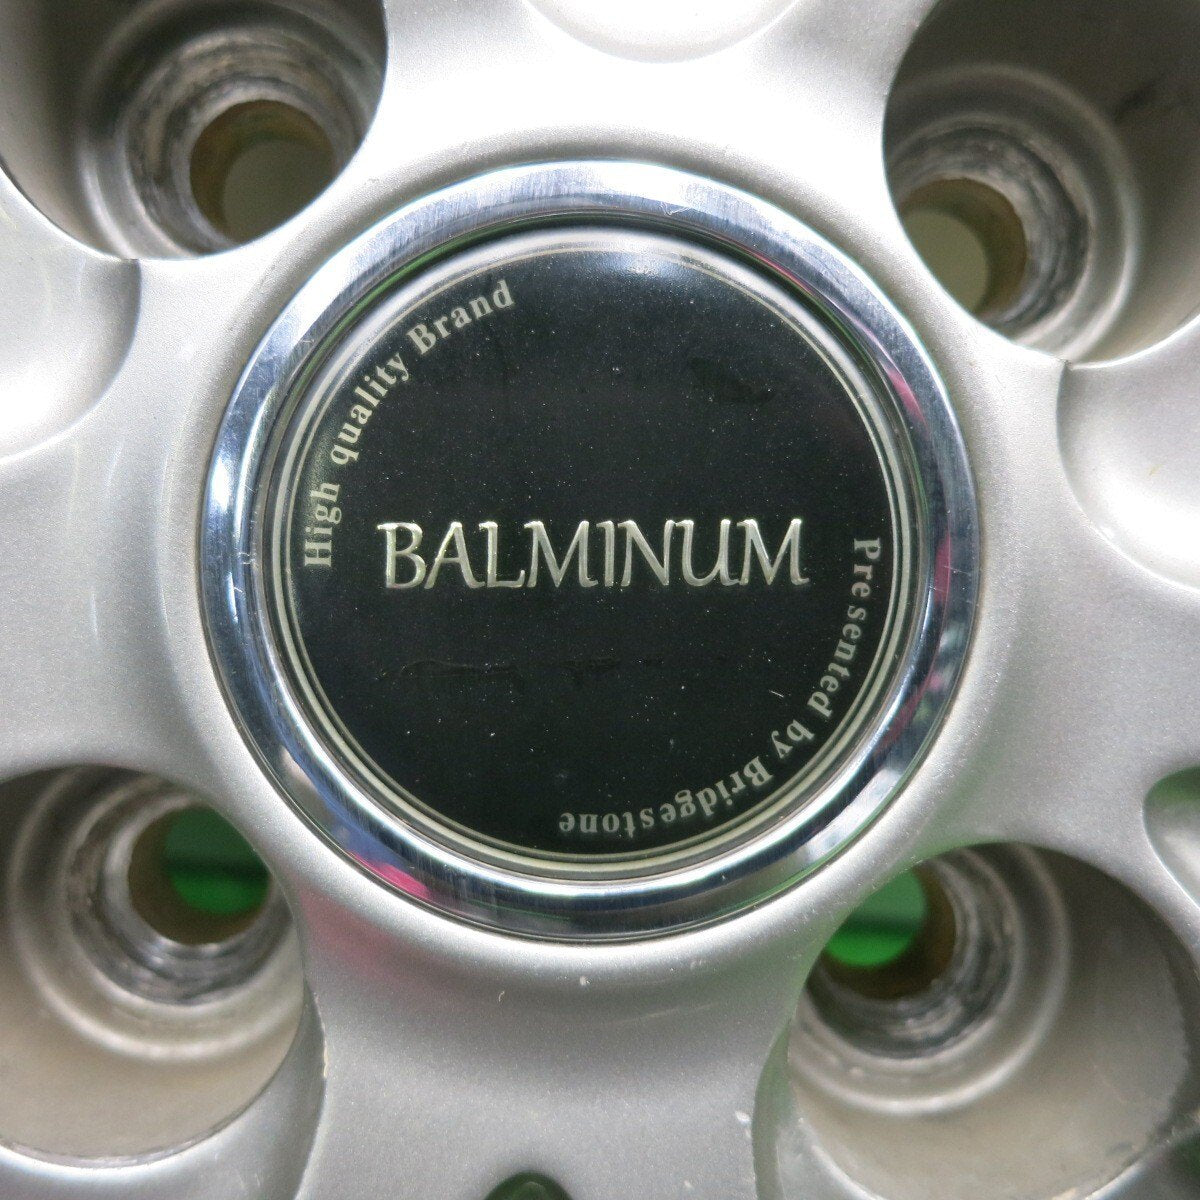 High quality Brand
BALMINUM
Presented by Bridgestone